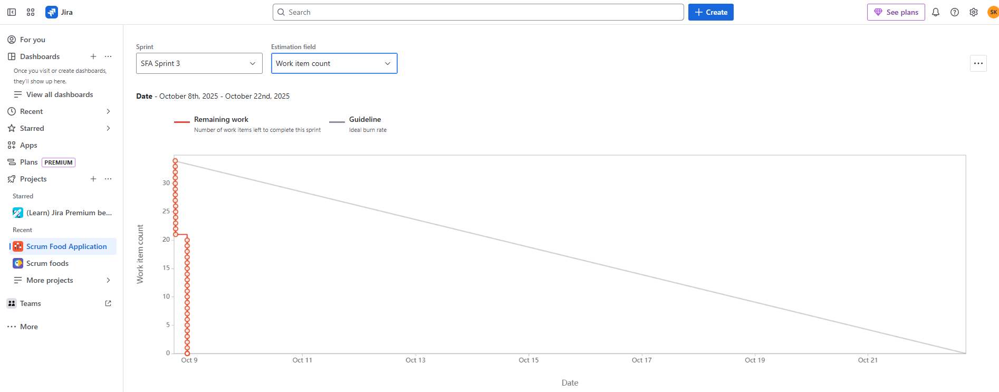 Jira
Search
Create
See plans
SK
For you
Dashboards
Once you visit or create dashboards,
they'll show up here.
View all dashboards
Recent
Starred
Apps
Plans PREMIUM
Projects
Starred
(Learn) Jira Premium be...
Recent
Scrum Food Application
Scrum foods
More projects
Teams
More
Sprint
SFA Sprint 3
Estimation field
Work item count
Date - October 8th, 2025 - October 22nd, 2025
Remaining work
Number of work items left to complete this sprint
Guideline
Ideal burn rate
Work item count
30
25
20
15
10
5
0
Oct 9 Oct 11 Oct 13 Oct 15 Oct 17 Oct 19 Oct 21
Date